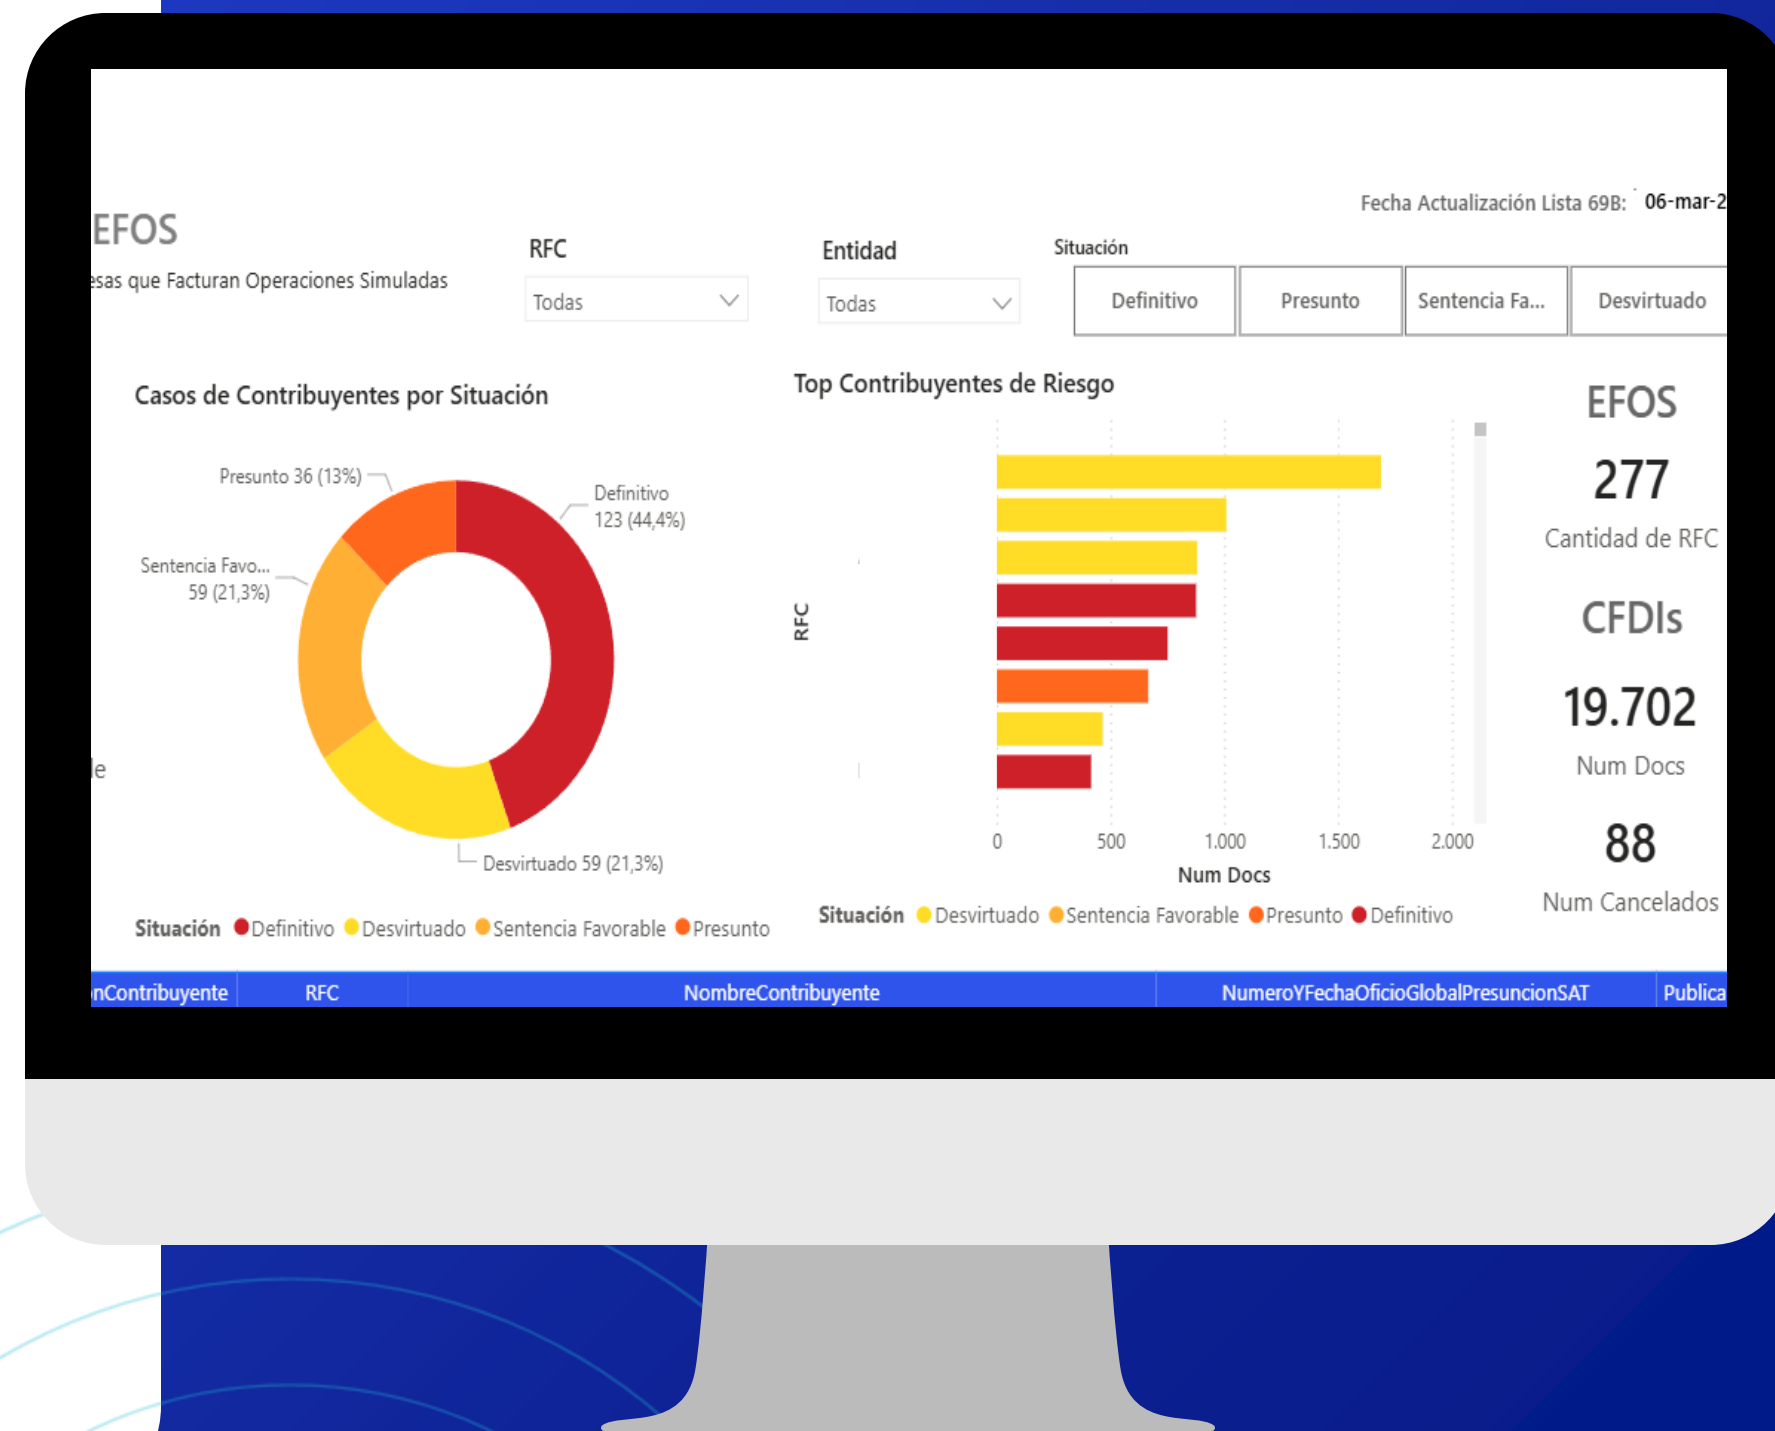 Fecha Actualización Lista 69B: 06-mar-2
EFOS
esas que Facturan Operaciones Simuladas
RFC
Todas
Entidad
Todas
Situación
Definitivo
Presunto
Sentencia Fa...
Desvirtuado
Casos de Contribuyentes por Situación
Presunto 36 (13%)
Definitivo
123 (44,4%)
Sentencia Favo...
59 (21,3%)
le
Desvirtuado 59 (21,3%)
Situación Definitivo Desvirtuado Sentencia Favorable Presunto
Top Contribuyentes de Riesgo
RFC
0 500 1.000 1.500 2.000
Num Docs
Situación Desvirtuado Sentencia Favorable Presunto Definitivo
EFOS
277
Cantidad de RFC
CFDIs
19.702
Num Docs
88
Num Cancelados
nContribuyente RFC NombreContribuyente NumeroYFechaOficioGlobalPresuncionSAT Publica